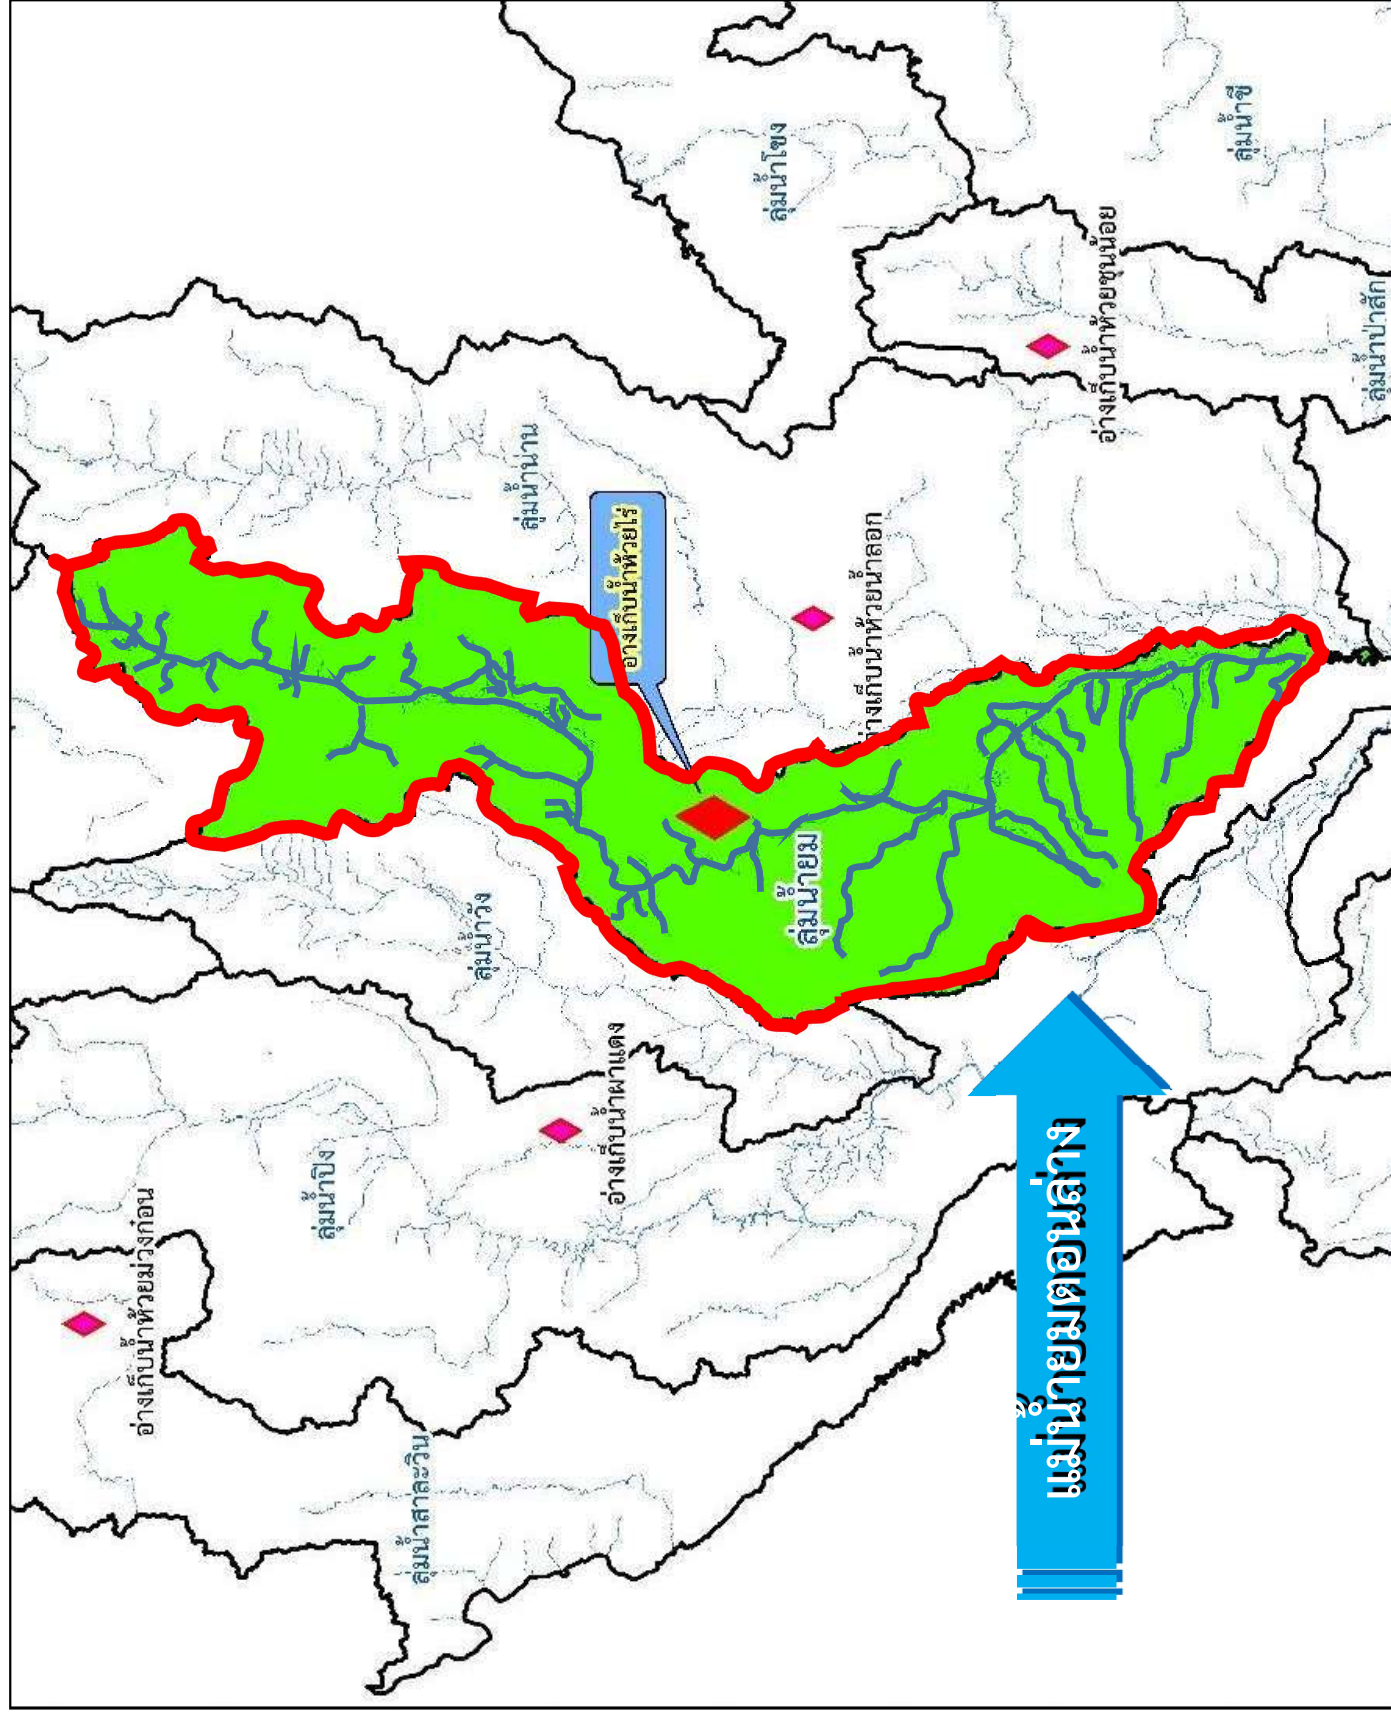 ลุ่มน้ำโขง
ลุ่มน้ำชี
อ่างเก็บน้ำห้วยขุนน้อย
ลุ่มน้ำป่าสัก
ลุ่มน้ำน่าน
อ่างเก็บน้ำห้วยไร่
อ่างเก็บน้ำห้วยน้ำลอก
ลุ่มน้ำยม
ลุ่มน้ำวัง
อ่างเก็บน้ำผาแดง
ลุ่มน้ำปิง
อ่างเก็บน้ำห้วยม่วงก๋อน
ลุ่มน้ำสาละวิน
แม่น้ำยมตอนล่าง